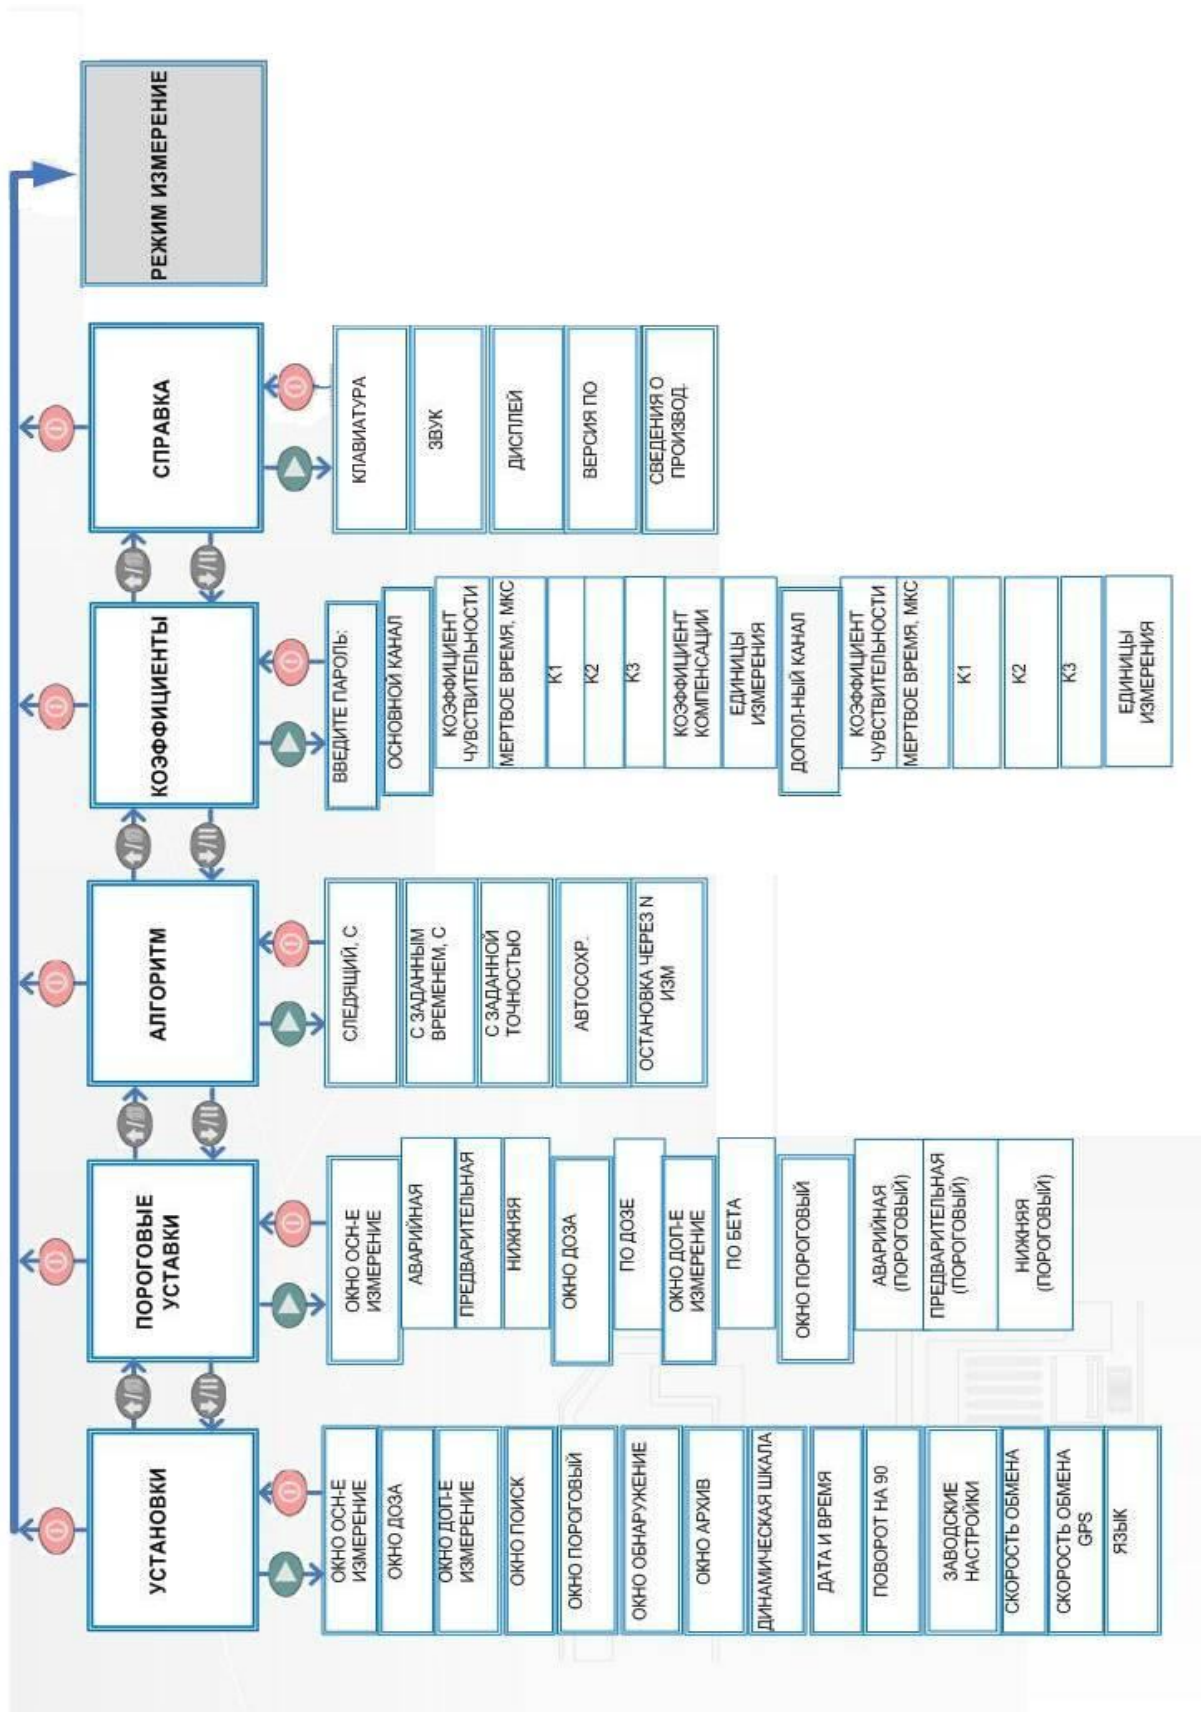 УСТАНОВКИ
ОКНО ОСН-Е
ИЗМЕРЕНИЕ
ОКНО ДОЗА
ОКНО ДОП-Е
ИЗМЕРЕНИЕ
ОКНО ПОИСК
ОКНО ПОРОГОВЫЙ
ОКНО ОБНАРУЖЕНИЕ
ОКНО АРХИВ
ДИНАМИЧЕСКАЯ ШКАЛА
ДАТА И ВРЕМЯ
ПОВОРОТ НА 90
ЗАВОДСКИЕ
НАСТРОЙКИ
СКОРОСТЬ ОБМЕНА
СКОРОСТЬ ОБМЕНА
GPS
ЯЗЫК
ПОРОГОВЫЕ
УСТАВКИ
ОКНО ОСН-Е
ИЗМЕРЕНИЕ
АВАРИЙНАЯ
ПРЕДВАРИТЕЛЬНАЯ
НИЖНЯЯ
ОКНО ДОЗА
ПО ДОЗЕ
ОКНО ДОП-Е
ИЗМЕРЕНИЕ
ПО БЕТА
ОКНО ПОРОГОВЫЙ
АВАРИЙНАЯ
(ПОРОГОВЫЙ)
ПРЕДВАРИТЕЛЬНАЯ
(ПОРОГОВЫЙ)
НИЖНЯЯ
(ПОРОГОВЫЙ)
АЛГОРИТМ
СЛЕДЯЩИЙ, С
С ЗАДАННЫМ
ВРЕМЕНЕМ, С
С ЗАДАННОЙ
ТОЧНОСТЬЮ
АВТОСОХР.
ОСТАНОВКА ЧЕРЕЗ N
ИЗМ
КОЭФФИЦИЕНТЫ
ВВЕДИТЕ ПАРОЛЬ:
ОСНОВНОЙ КАНАЛ
КОЭФФИЦИЕНТ
ЧУВСТВИТЕЛЬНОСТИ
МЕРТВОЕ ВРЕМЯ, МКС
К1
К2
К3
КОЭФФИЦИЕНТ
КОМПЕНСАЦИИ
ЕДИНИЦЫ
ИЗМЕРЕНИЯ
ДОПОЛ-НЫЙ КАНАЛ
КОЭФФИЦИЕНТ
ЧУВСТВИТЕЛЬНОСТИ
МЕРТВОЕ ВРЕМЯ, МКС
К1
К2
К3
ЕДИНИЦЫ
ИЗМЕРЕНИЯ
СПРАВКА
КЛАВИАТУРА
ЗВУК
ДИСПЛЕЙ
ВЕРСИЯ ПО
СВЕДЕНИЯ О
ПРОИЗВОД.
РЕЖИМ ИЗМЕРЕНИЕ